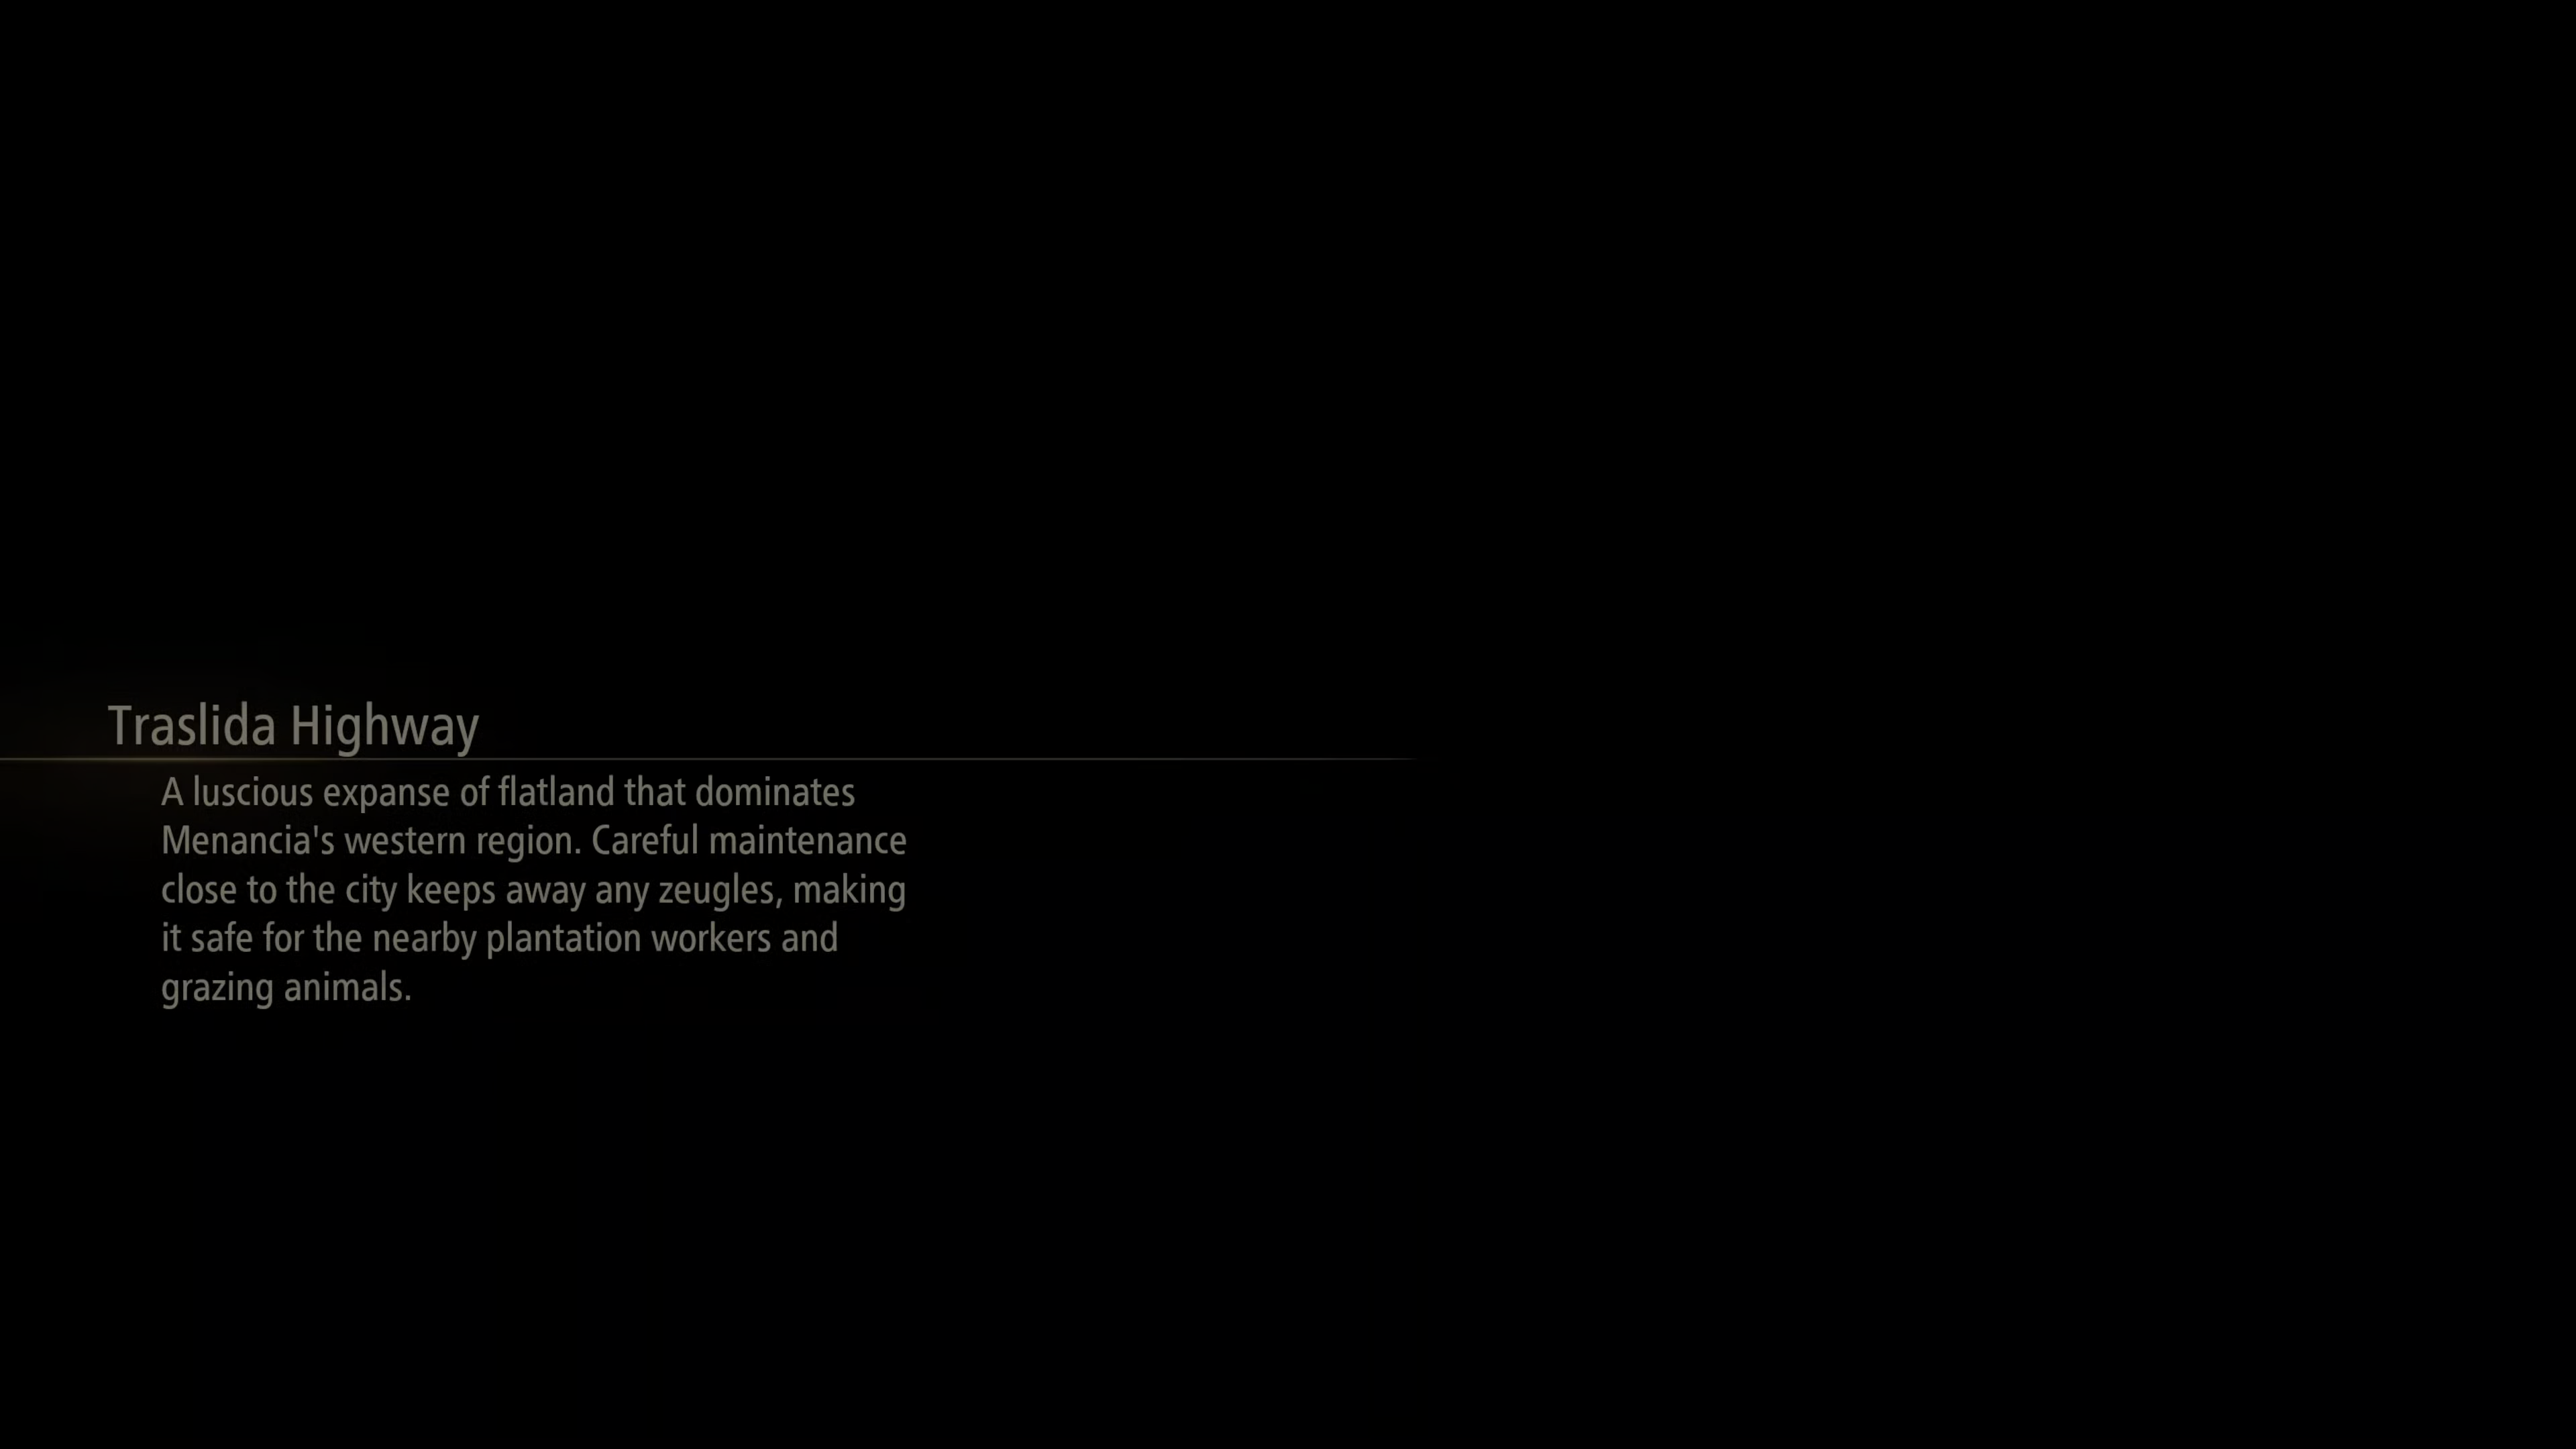 Traslida Highway
A luscious expanse of flatland that dominates
Menancia's western region. Careful maintenance
close to the city keeps away any zeugles, making
it safe for the nearby plantation workers and
grazing animals.